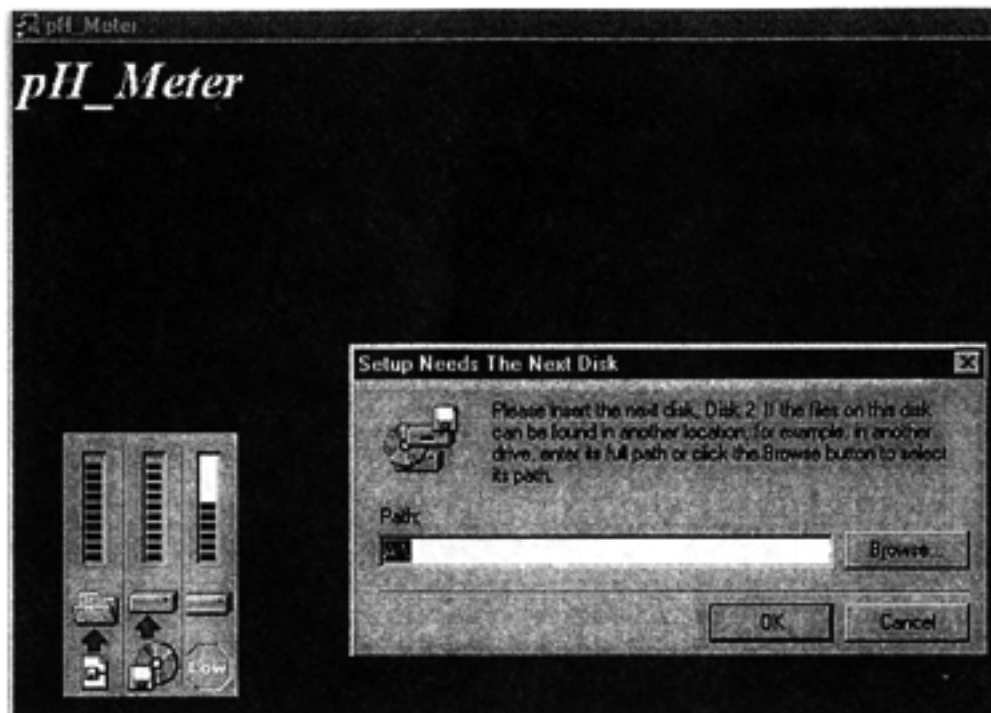 pH_Meter
pH_Meter
Setup Needs The Next Disk
Please insert the next disk, Disk 2. If the files on this disk
can be found in another location, for example, in another
drive, enter its full path or click the Browse button to select
its path.
Path:
Browse...
OK
Cancel
Low